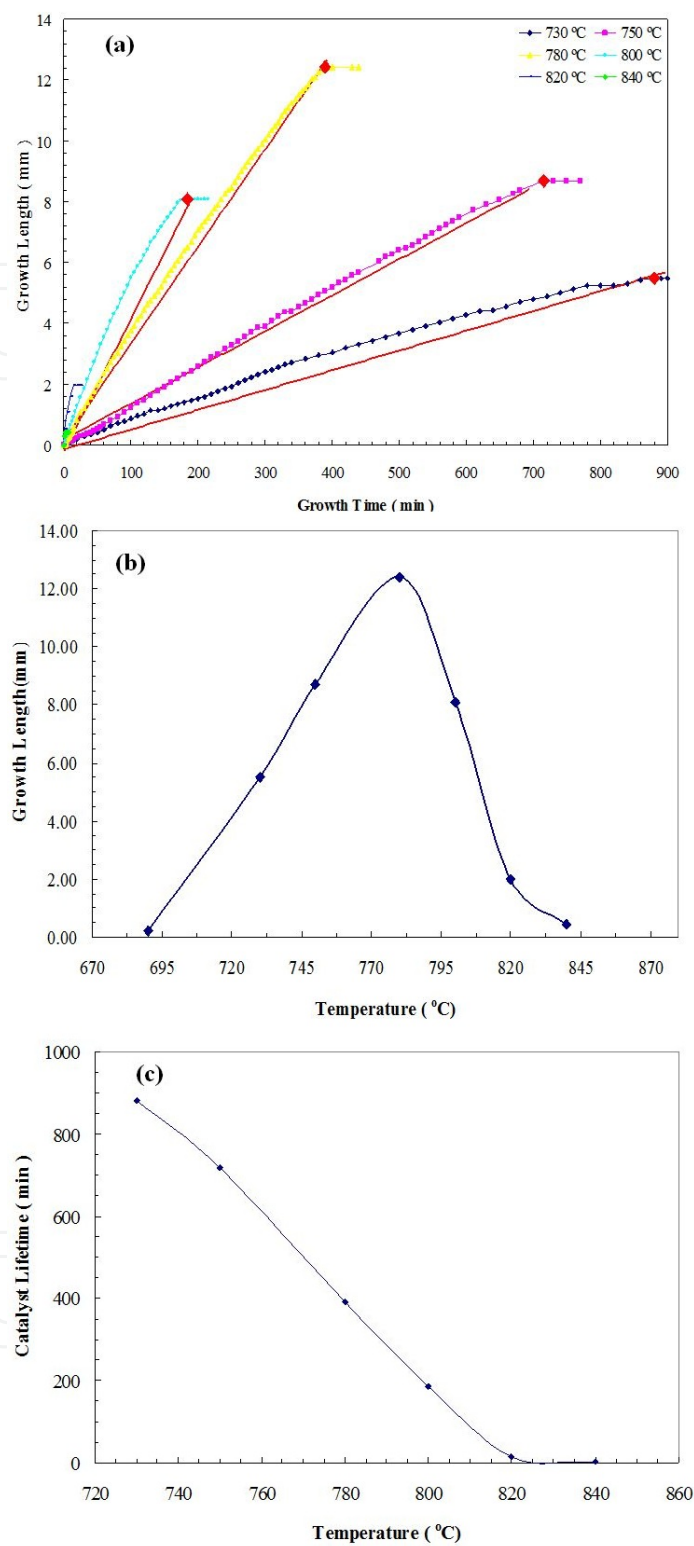 (a)
730 ºC 750 ºC
780 ºC 800 ºC
820 ºC 840 ºC
14
12
10
8
6
4
2
0
Growth Length ( mm )
0 100 200 300 400 500 600 700 800 900
Growth Time ( min )
(b)
14.00
12.00
10.00
8.00
6.00
4.00
2.00
0.00
Growth Length(mm)
670 695 720 745 770 795 820 845 870
Temperature ( ºC)
(c)
1000
800
600
400
200
0
Catalyst Lifetime ( min )
720 740 760 780 800 820 840 860
Temperature ( ºC)